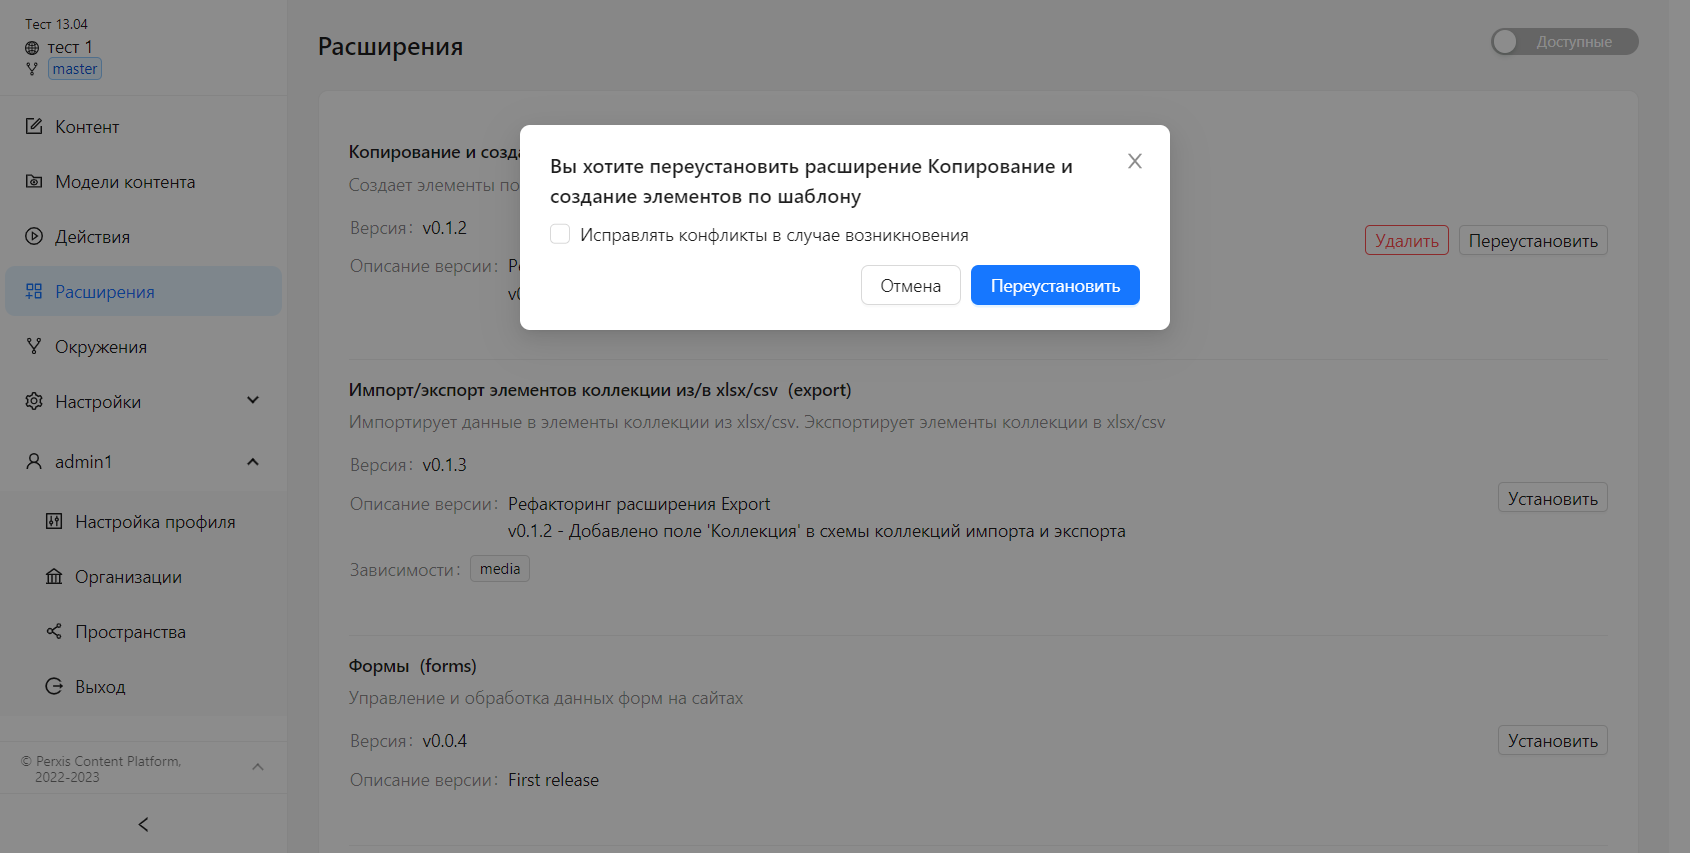 Тест 13.04
тест 1
master
Контент
Модели контента
Действия
Расширения
Окружения
Настройки
admin1
Настройка профиля
Организации
Пространства
Выход
© Perxis Content Platform,
2022-2023
Расширения
Доступные
Копирование и созда
Создает элементы по
Версия: v0.1.2
Описание версии:
Удалить
Переустановить
Вы хотите переустановить расширение Копирование и
создание элементов по шаблону
Исправлять конфликты в случае возникновения
Отмена
Переустановить
Импорт/экспорт элементов коллекции из/в xlsx/csv (export)
Импортирует данные в элементы коллекции из xlsx/csv. Экспортирует элементы коллекции в xlsx/csv
Версия: v0.1.3
Описание версии: Рефакторинг расширения Export
v0.1.2 - Добавлено поле 'Коллекция' в схемы коллекций импорта и экспорта
Зависимости: media
Установить
Формы (forms)
Управление и обработка данных форм на сайтах
Версия: v0.0.4
Описание версии: First release
Установить